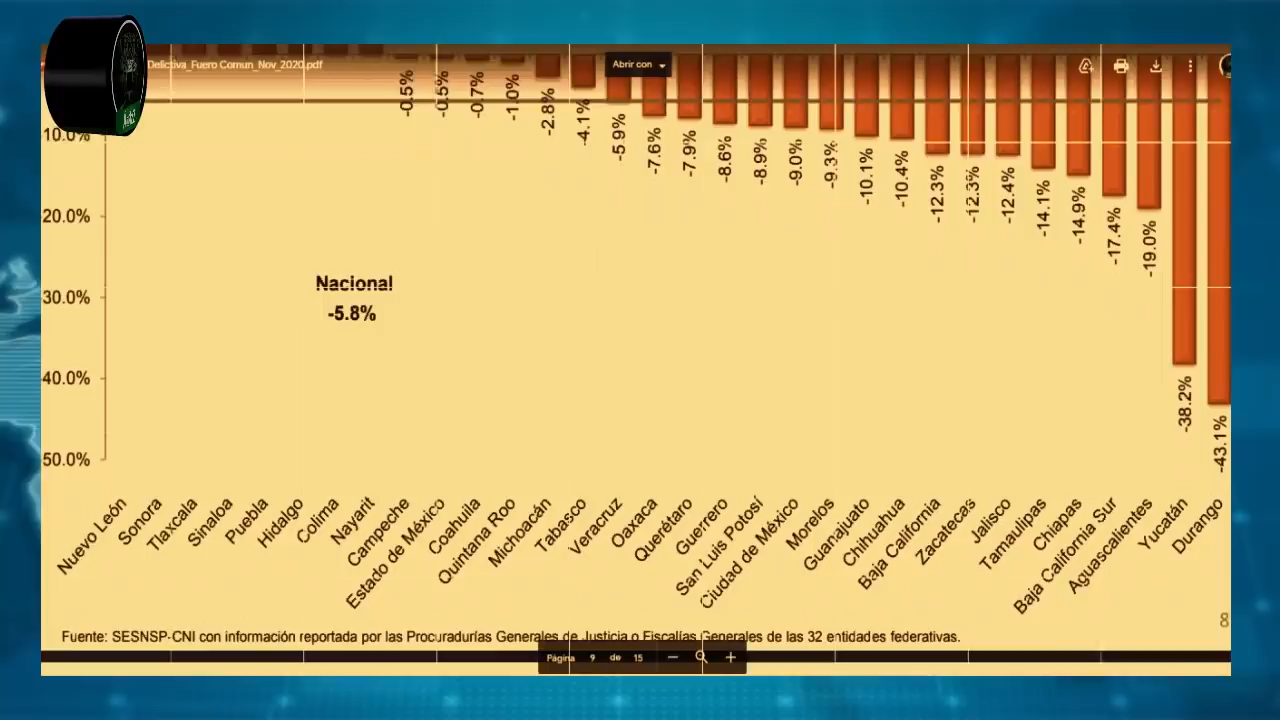 Delictiva_Fuero Comun_Nov_2020.pdf
Abrir con
-0.5%
-0.5%
-0.7%
-1.0%
-2.8%
-4.1%
-5.9%
-7.6%
-7.9%
-8.6%
-8.9%
-9.0%
-9.3%
-10.1%
-10.4%
-12.3%
-12.3%
-12.4%
-14.1%
-14.9%
-17.4%
-19.0%
-38.2%
-43.1%
10.0%
20.0%
30.0%
40.0%
50.0%
Nacional
-5.8%
Nuevo León
Sonora
Tlaxcala
Sinaloa
Puebla
Hidalgo
Colima
Nayarit
Campeche
Estado de México
Coahuila
Quintana Roo
Michoacán
Tabasco
Veracruz
Oaxaca
Querétaro
Guerrero
San Luis Potosí
Ciudad de México
Morelos
Guanajuato
Chihuahua
Baja California
Zacatecas
Jalisco
Tamaulipas
Chiapas
Baja California Sur
Aguascalientes
Yucatán
Durango
8
Fuente: SESNSP-CNI con información reportada por las Procuradurías Generales de Justicia o Fiscalías Generales de las 32 entidades federativas.
Página 9 de 15